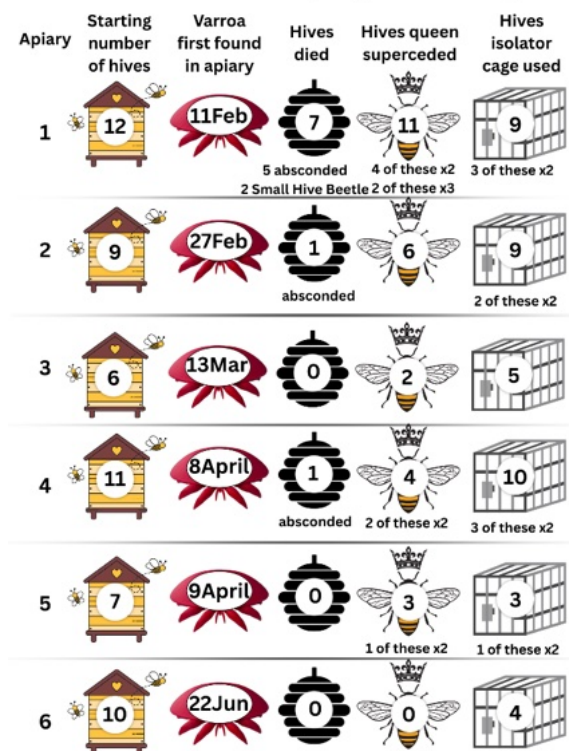 Apiary Starting number of hives Varroa first found in apiary Hives died Hives queen superceded Hives isolator cage used
1 12 11Feb 7 11 9
5 absconded 4 of these x2 3 of these x2
2 Small Hive Beetle 2 of these x3
2 9 27Feb 1 6 9
absconded 2 of these x2
3 6 13Mar 0 2 5
4 11 8April 1 4 10
absconded 2 of these x2 3 of these x2
5 7 9April 0 3 3
1 of these x2 1 of these x2
6 10 22Jun 0 0 4